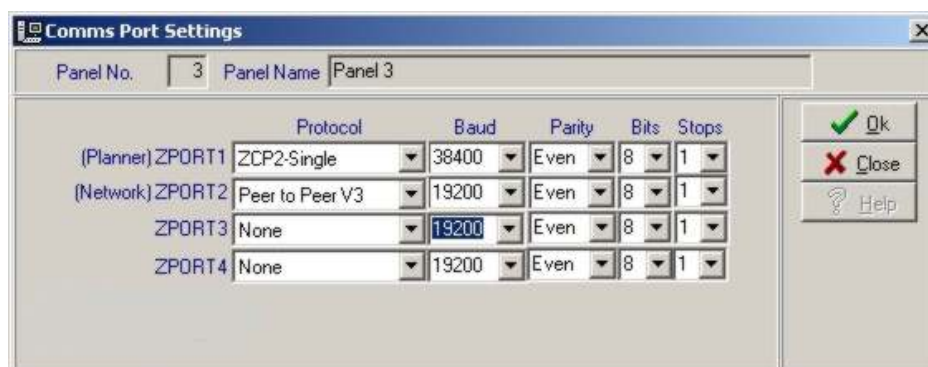 Comms Port Settings
Panel No. 3 Panel Name Panel 3
Protocol Baud Parity Bits Stops
(Planner) ZPORT1 ZCP2-Single 38400 Even 8 1
(Network) ZPORT2 Peer to Peer V3 19200 Even 8 1
ZPORT3 None 19200 Even 8 1
ZPORT4 None 19200 Even 8 1
Ok
Close
Help